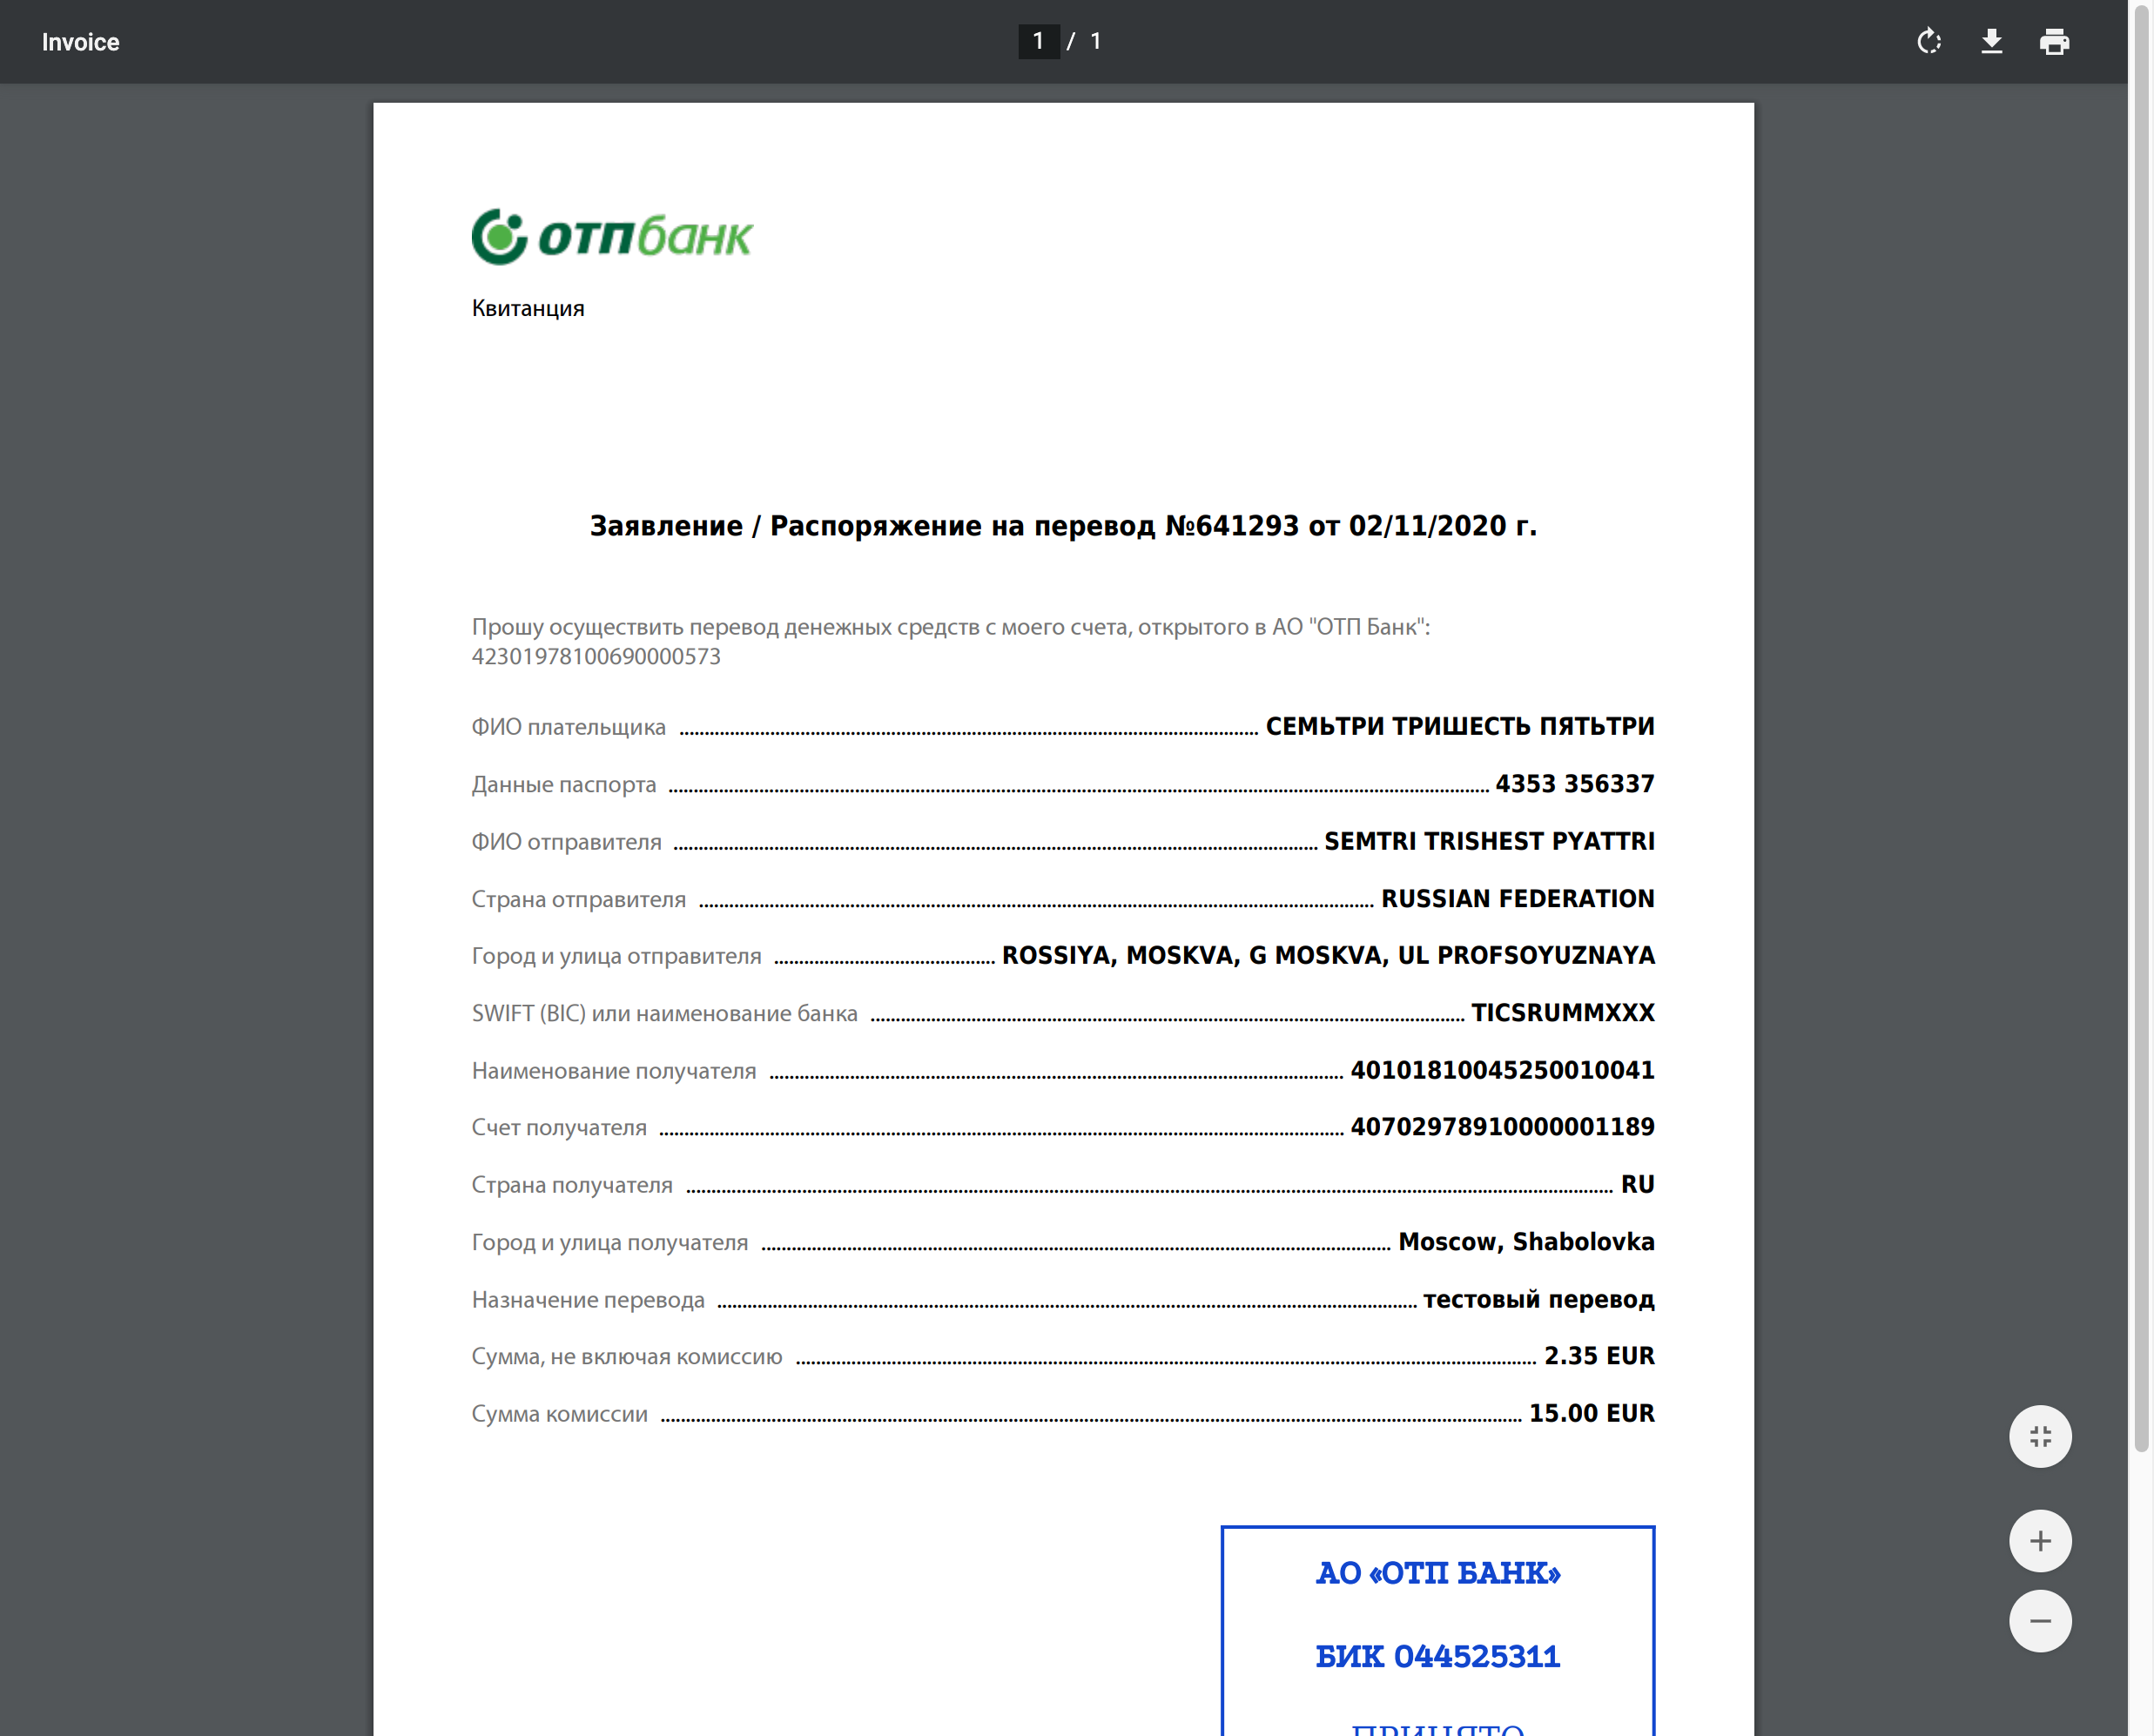 Invoice
1 / 1
отпбанк
Квитанция
Заявление / Распоряжение на перевод №641293 от 02/11/2020 г.
Прошу осуществить перевод денежных средств с моего счета, открытого в АО "ОТП Банк":
42301978100690000573
ФИО плательщика СЕМЬТРИ ТРИШЕСТЬ ПЯТЬТРИ
Данные паспорта 4353 356337
ФИО отправителя SEMTRI TRISHEST PYATTRI
Страна отправителя RUSSIAN FEDERATION
Город и улица отправителя ROSSIYA, MOSKVA, G MOSKVA, UL PROFSOYUZNAYA
SWIFT (BIC) или наименование банка TICSRUMMXXX
Наименование получателя 40101810045250010041
Счет получателя 40702978910000001189
Страна получателя RU
Город и улица получателя Moscow, Shabolovka
Назначение перевода тестовый перевод
Сумма, не включая комиссию 2.35 EUR
Сумма комиссии 15.00 EUR
АО «ОТП БАНК»
БИК 044525311
ПРИНЯТО